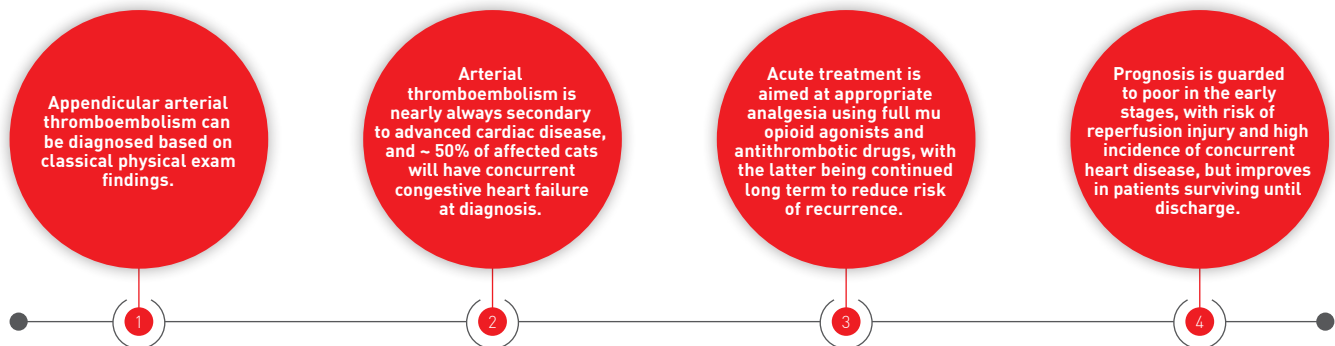 Appendicular arterial
thromboembolism can
be diagnosed based on
classical physical exam
findings.
Arterial
thromboembolism is
nearly always secondary
to advanced cardiac disease,
and ~ 50% of affected cats
will have concurrent
congestive heart failure
at diagnosis.
Acute treatment is
aimed at appropriate
analgesia using full mu
opioid agonists and
antithrombotic drugs, with
the latter being continued
long term to reduce risk
of recurrence.
Prognosis is guarded
to poor in the early
stages, with risk of
reperfusion injury and high
incidence of concurrent
heart disease, but improves
in patients surviving until
discharge.
1
2
3
4